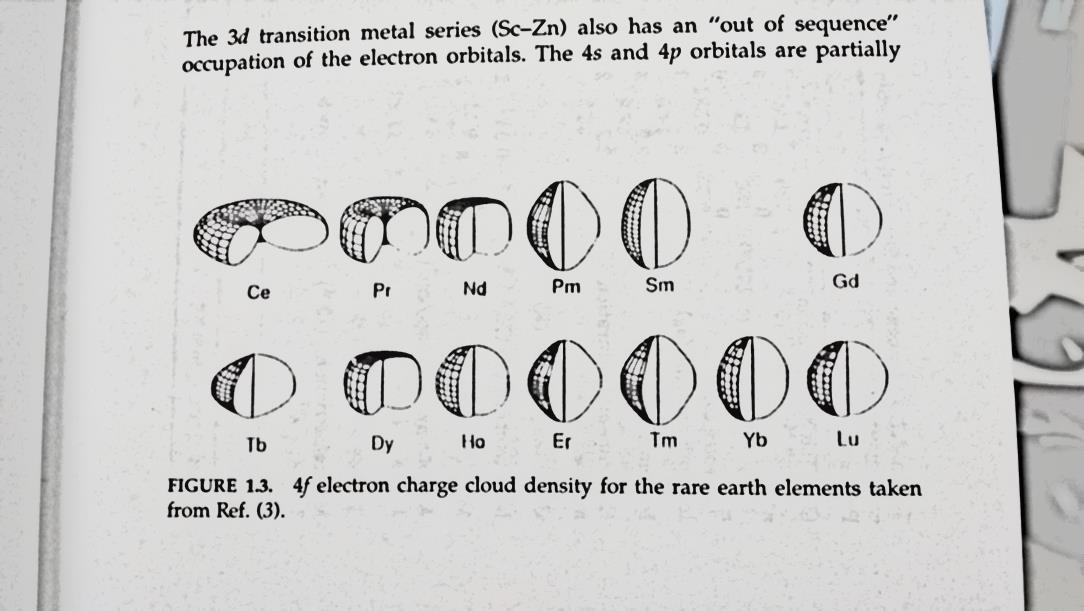 The 3d transition metal series (Sc–Zn) also has an “out of sequence”
occupation of the electron orbitals. The 4s and 4p orbitals are partially
Ce Pr Nd Pm Sm Gd
Tb Dy Ho Er Tm Yb Lu
FIGURE 1.3. 4f electron charge cloud density for the rare earth elements taken
from Ref. (3).